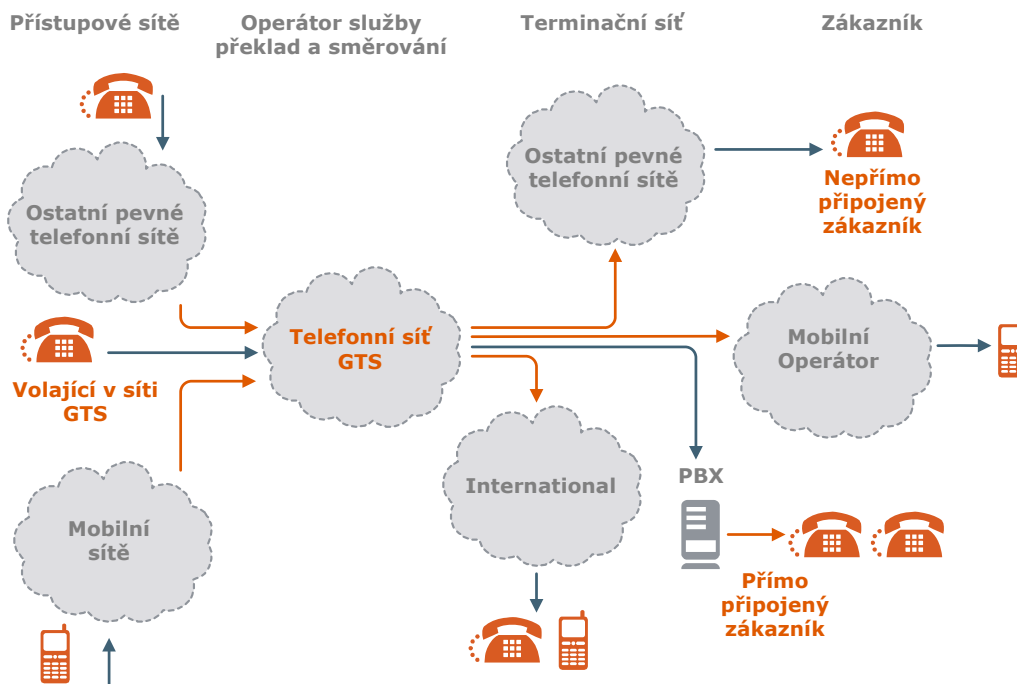 Přístupové sítě
Operátor služby
překlad a směrování
Terminační síť
Zákazník
Ostatní pevné
telefonní sítě
Ostatní pevné
telefonní sítě
Nepřímo
připojený
zákazník
Telefonní síť
GTS
Mobilní
Operátor
Volající v síti
GTS
International
PBX
Mobilní
sítě
Přímo
připojený
zákazník